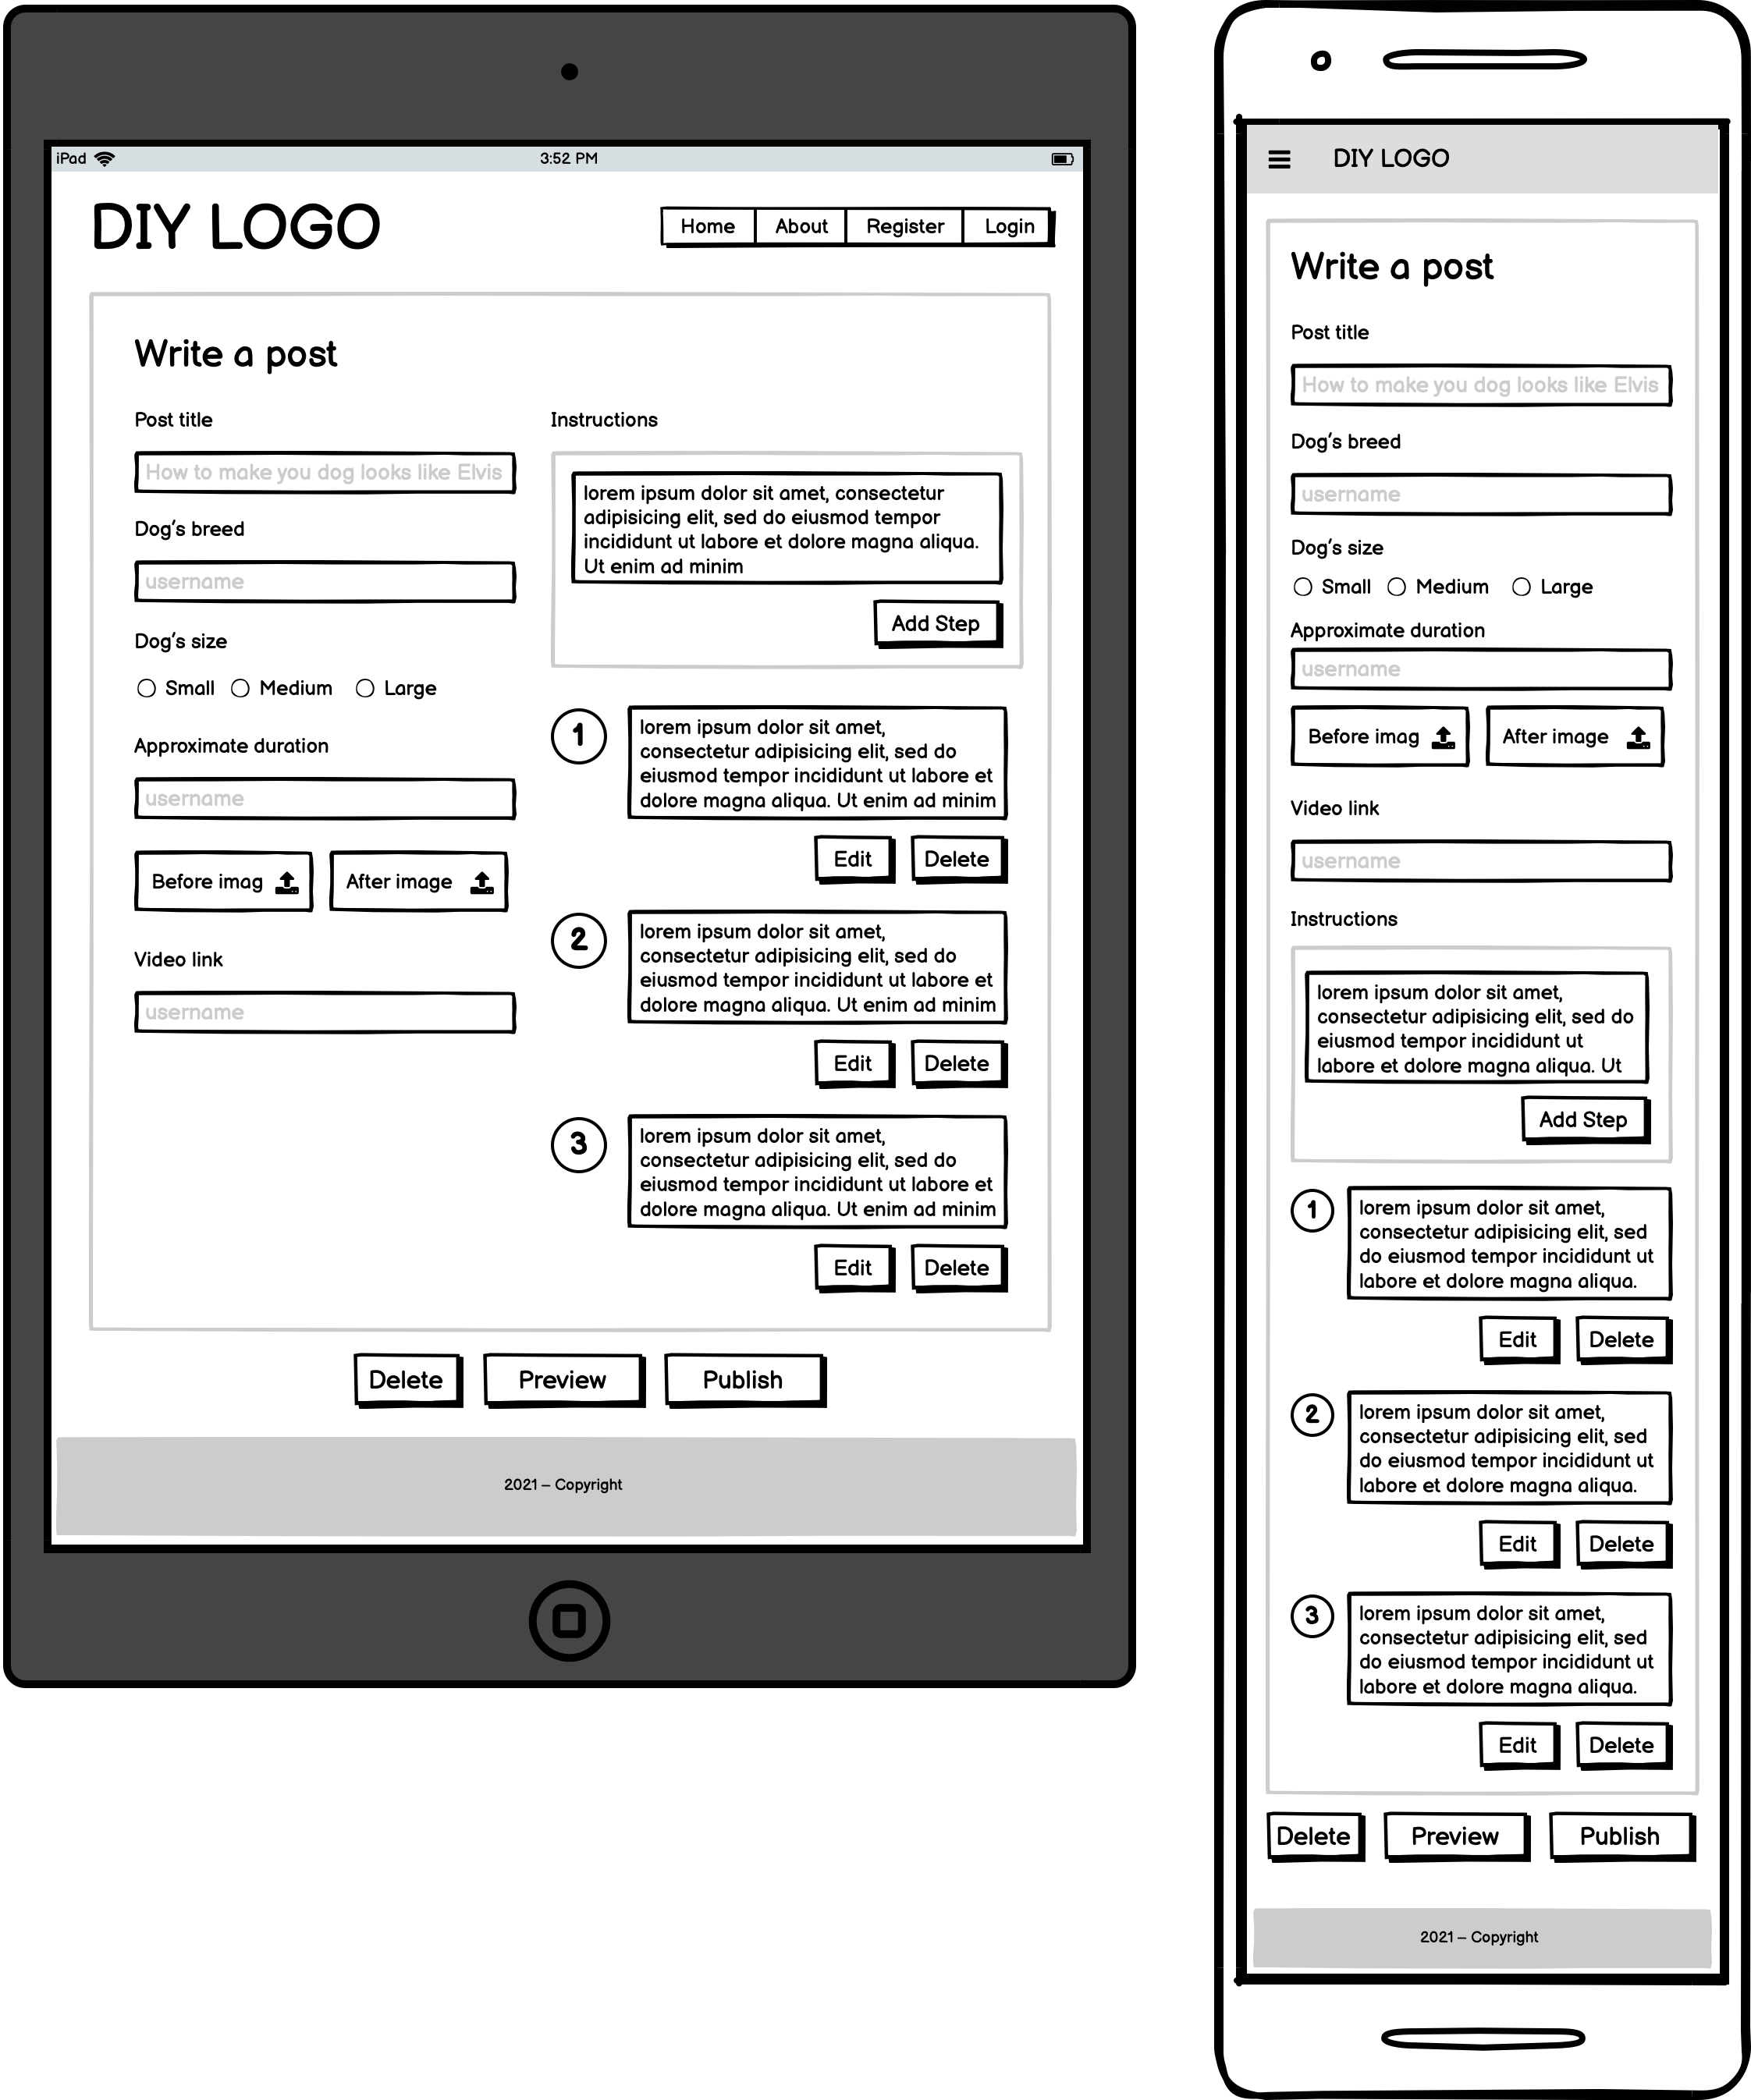 iPad 3:52 PM
DIY LOGO
Home About Register Login
Write a post
Post title
How to make you dog looks like Elvis
Dog's breed
username
Dog's size
Small Medium Large
Approximate duration
username
Before imag After image
Video link
username
Instructions
lorem ipsum dolor sit amet, consectetur
adipisicing elit, sed do eiusmod tempor
incididunt ut labore et dolore magna aliqua.
Ut enim ad minim
Add Step
1
lorem ipsum dolor sit amet,
consectetur adipisicing elit, sed do
eiusmod tempor incididunt ut labore et
dolore magna aliqua. Ut enim ad minim
Edit Delete
2
lorem ipsum dolor sit amet,
consectetur adipisicing elit, sed do
eiusmod tempor incididunt ut labore et
dolore magna aliqua. Ut enim ad minim
Edit Delete
3
lorem ipsum dolor sit amet,
consectetur adipisicing elit, sed do
eiusmod tempor incididunt ut labore et
dolore magna aliqua. Ut enim ad minim
Edit Delete
Delete Preview Publish
2021 – Copyright
DIY LOGO
Write a post
Post title
How to make you dog looks like Elvis
Dog's breed
username
Dog's size
Small Medium Large
Approximate duration
username
Before imag After image
Video link
username
Instructions
lorem ipsum dolor sit amet,
consectetur adipisicing elit, sed do
eiusmod tempor incididunt ut
labore et dolore magna aliqua. Ut
Add Step
1
lorem ipsum dolor sit amet,
consectetur adipisicing elit, sed
do eiusmod tempor incididunt ut
labore et dolore magna aliqua.
Edit Delete
2
lorem ipsum dolor sit amet,
consectetur adipisicing elit, sed
do eiusmod tempor incididunt ut
labore et dolore magna aliqua.
Edit Delete
3
lorem ipsum dolor sit amet,
consectetur adipisicing elit, sed
do eiusmod tempor incididunt ut
labore et dolore magna aliqua.
Edit Delete
Delete Preview Publish
2021 – Copyright